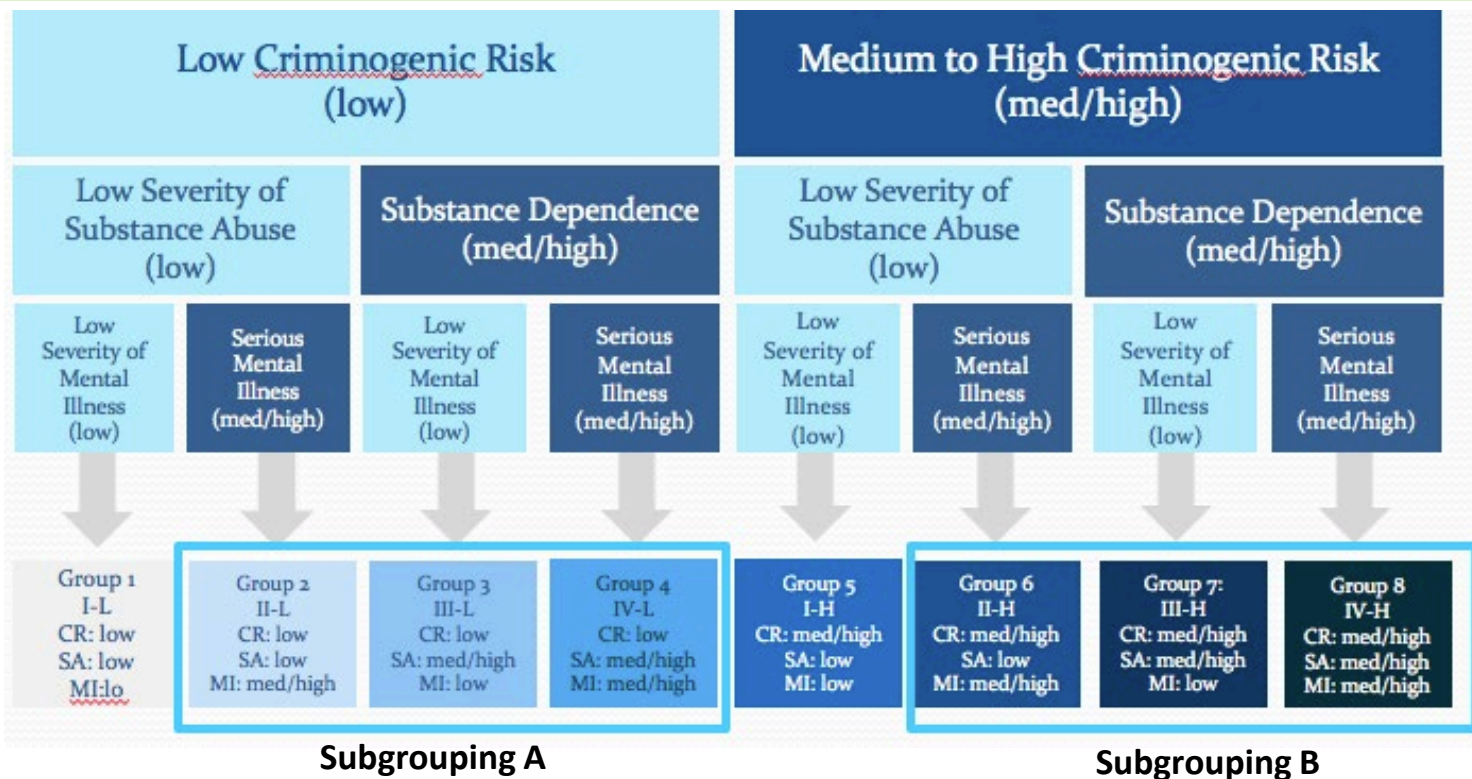 Low Criminogenic Risk
(low)
Medium to High Criminogenic Risk
(med/high)
Low Severity of
Substance Abuse
(low)
Substance Dependence
(med/high)
Low Severity of
Substance Abuse
(low)
Substance Dependence
(med/high)
Low
Severity of
Mental
Illness
(low)
Serious
Mental
Illness
(med/high)
Low
Severity of
Mental
Illness
(low)
Serious
Mental
Illness
(med/high)
Low
Severity of
Mental
Illness
(low)
Serious
Mental
Illness
(med/high)
Low
Severity of
Mental
Illness
(low)
Serious
Mental
Illness
(med/high)
Group 1
I-L
CR: low
SA: low
MI:lo
Group 2
II-L
CR: low
SA: low
MI: med/high
Group 3
III-L
CR: low
SA: med/high
MI: low
Group 4
IV-L
CR: low
SA: med/high
MI: med/high
Group 5
I-H
CR: med/high
SA: low
MI: low
Group 6
II-H
CR: med/high
SA: low
MI: med/high
Group 7:
III-H
CR: med/high
SA: med/high
MI: low
Group 8
IV-H
CR: med/high
SA: med/high
MI: med/high
Subgrouping A
Subgrouping B